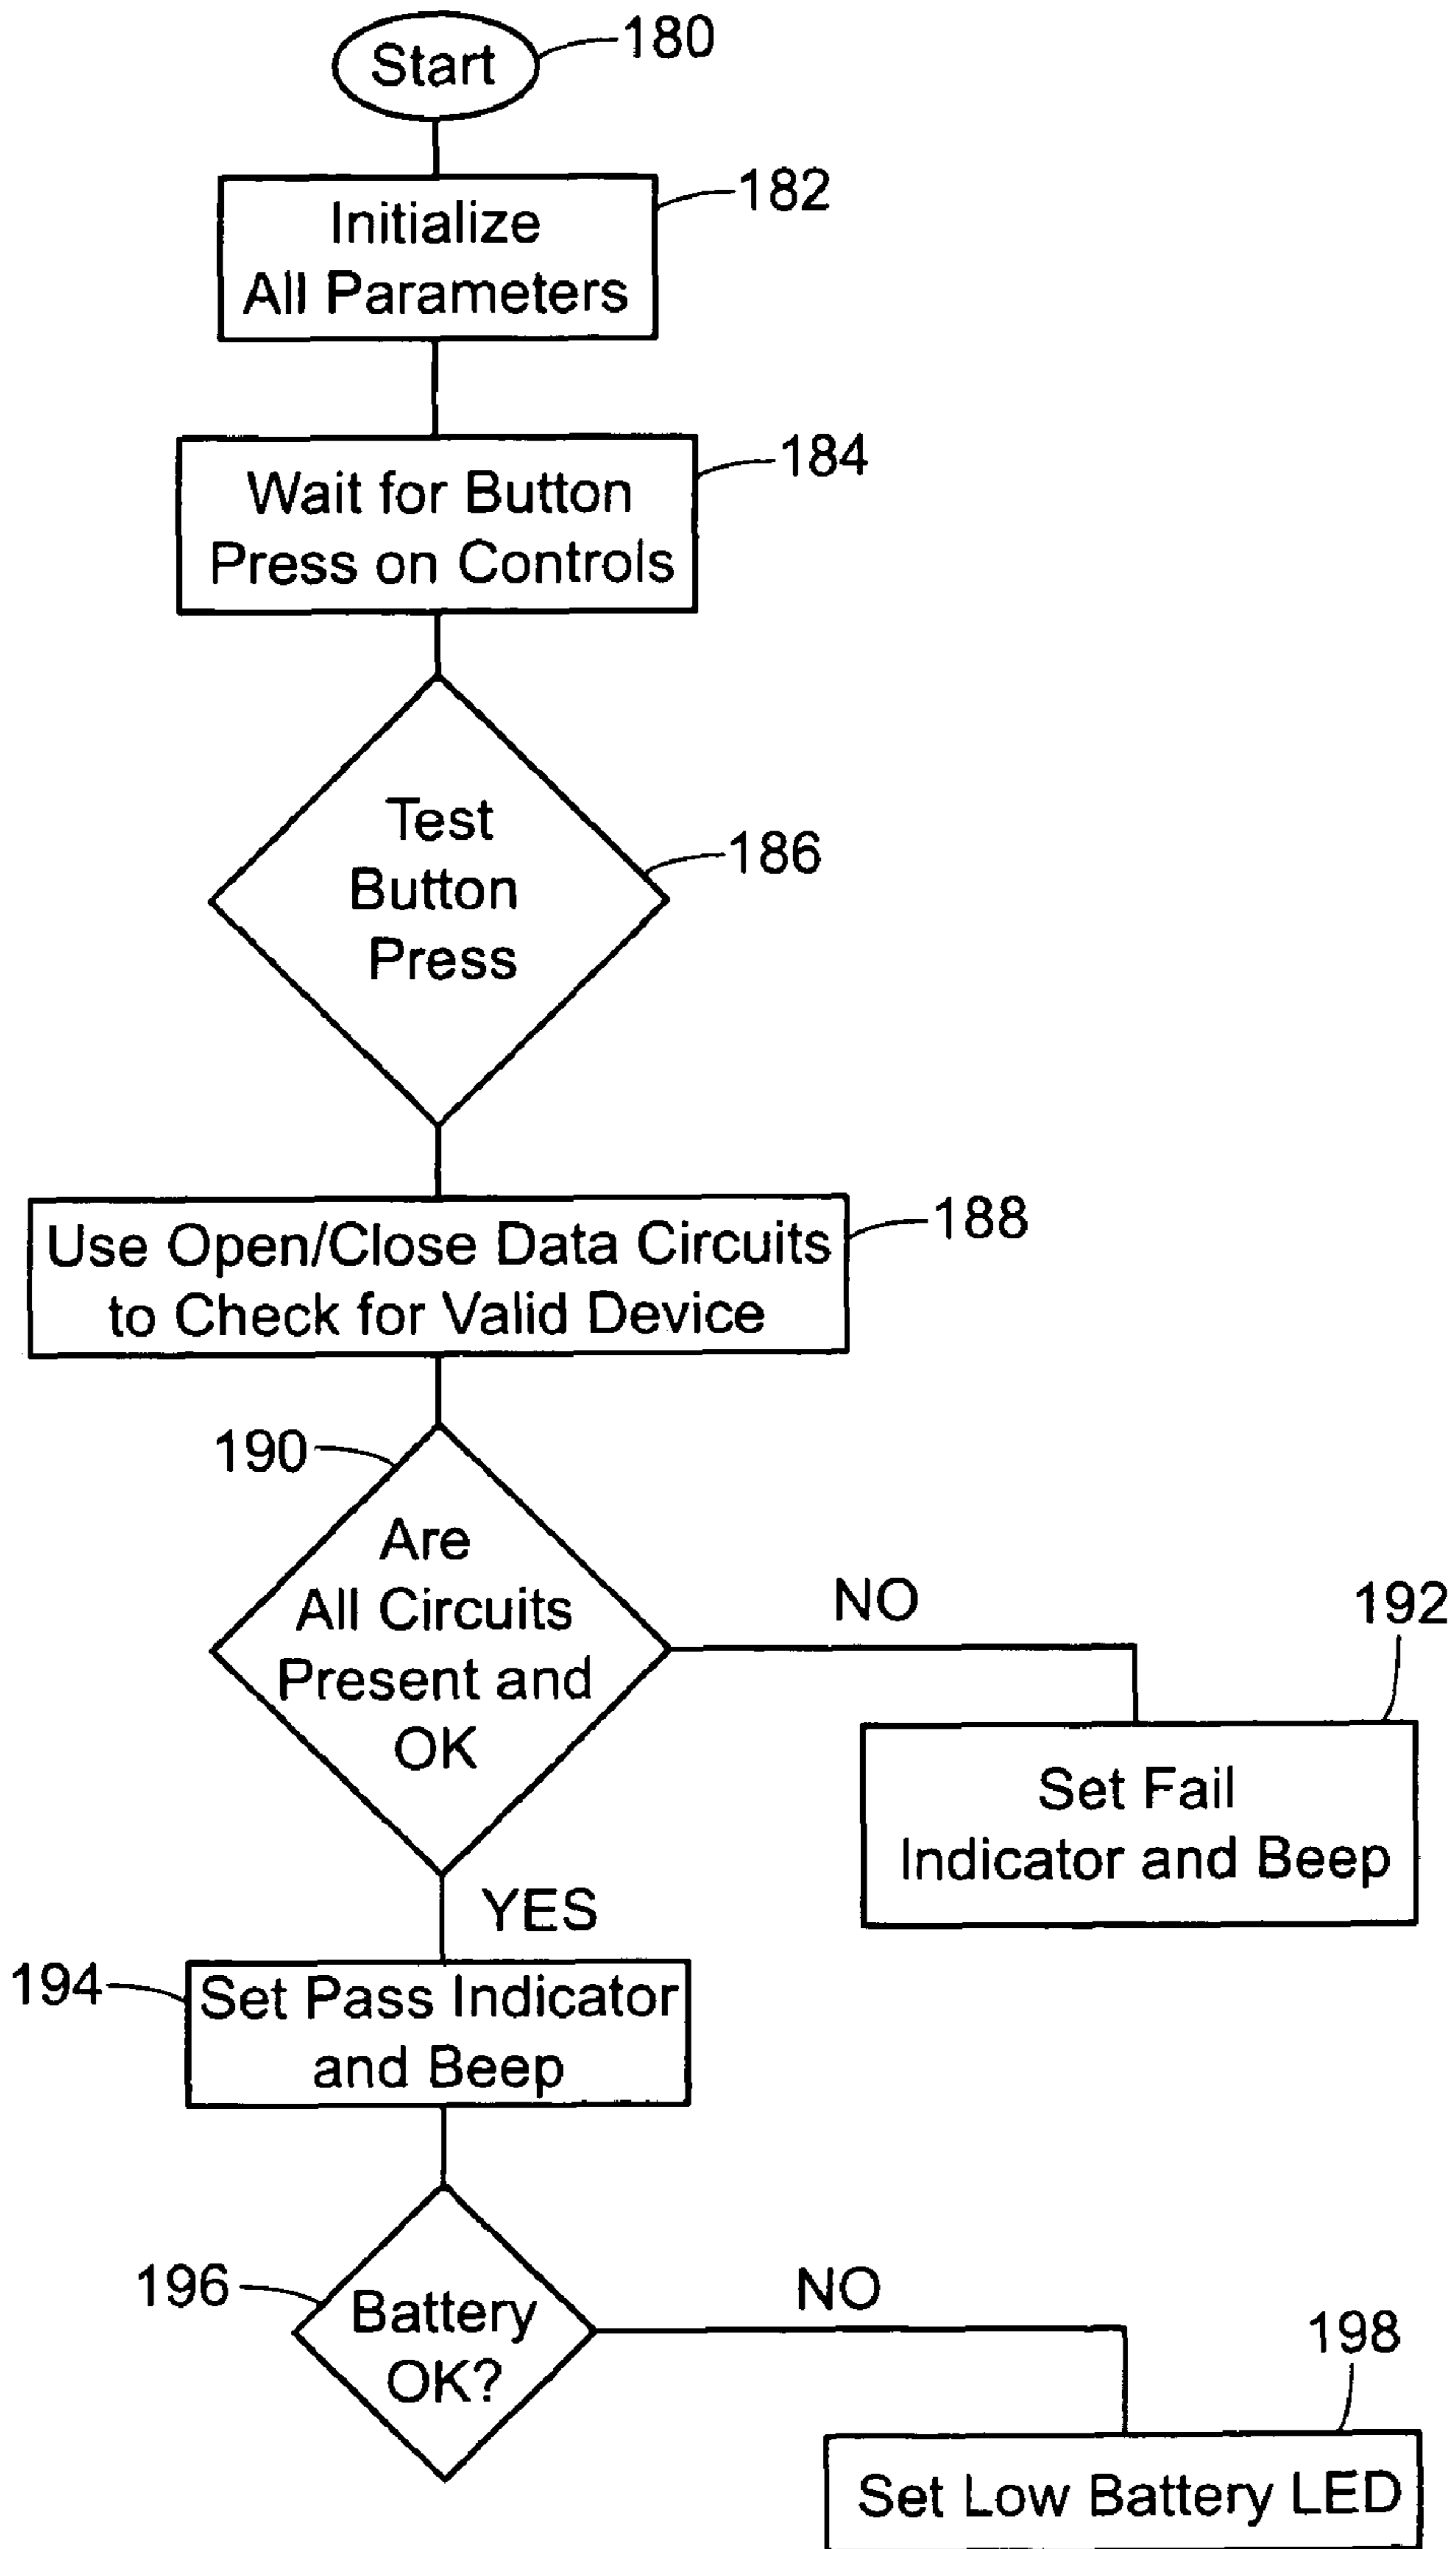 Start
180
Initialize
All Parameters
182
Wait for Button
Press on Controls
184
Test
Button
Press
186
Use Open/Close Data Circuits
to Check for Valid Device
188
190
Are
All Circuits
Present and
OK
NO
192
Set Fail
Indicator and Beep
YES
194
Set Pass Indicator
and Beep
196
Battery
OK?
NO
198
Set Low Battery LED